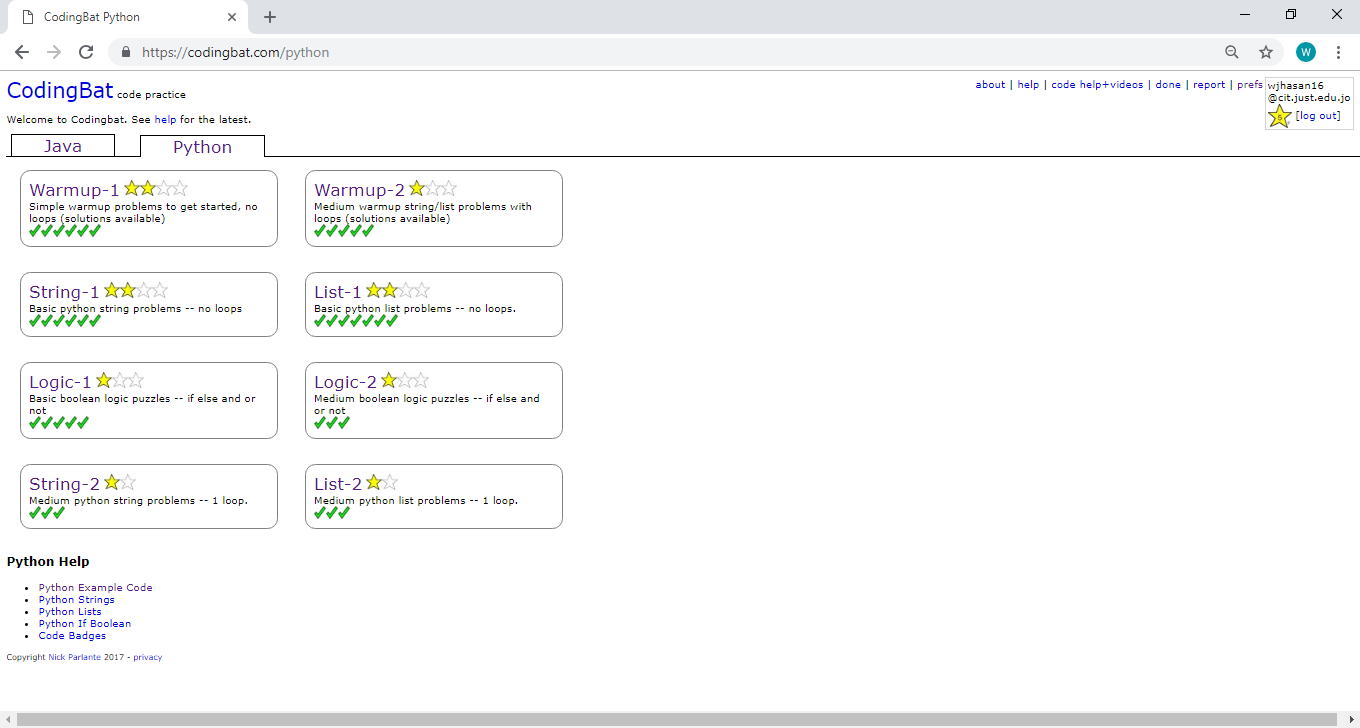 CodingBat Python
https://codingbat.com/python
W
CodingBat code practice
about | help | code help+videos | done | report | prefs
wjhasan16
@cit.just.edu.jo
5 [log out]
Welcome to Codingbat. See help for the latest.
Java
Python
Warmup-1
Simple warmup problems to get started, no
loops (solutions available)
Warmup-2
Medium warmup string/list problems with
loops (solutions available)
String-1
Basic python string problems -- no loops
List-1
Basic python list problems -- no loops.
Logic-1
Basic boolean logic puzzles -- if else and or
not
Logic-2
Medium boolean logic puzzles -- if else and
or not
String-2
Medium python string problems -- 1 loop.
List-2
Medium python list problems -- 1 loop.
Python Help
Python Example Code
Python Strings
Python Lists
Python If Boolean
Code Badges
Copyright Nick Parlante 2017 - privacy